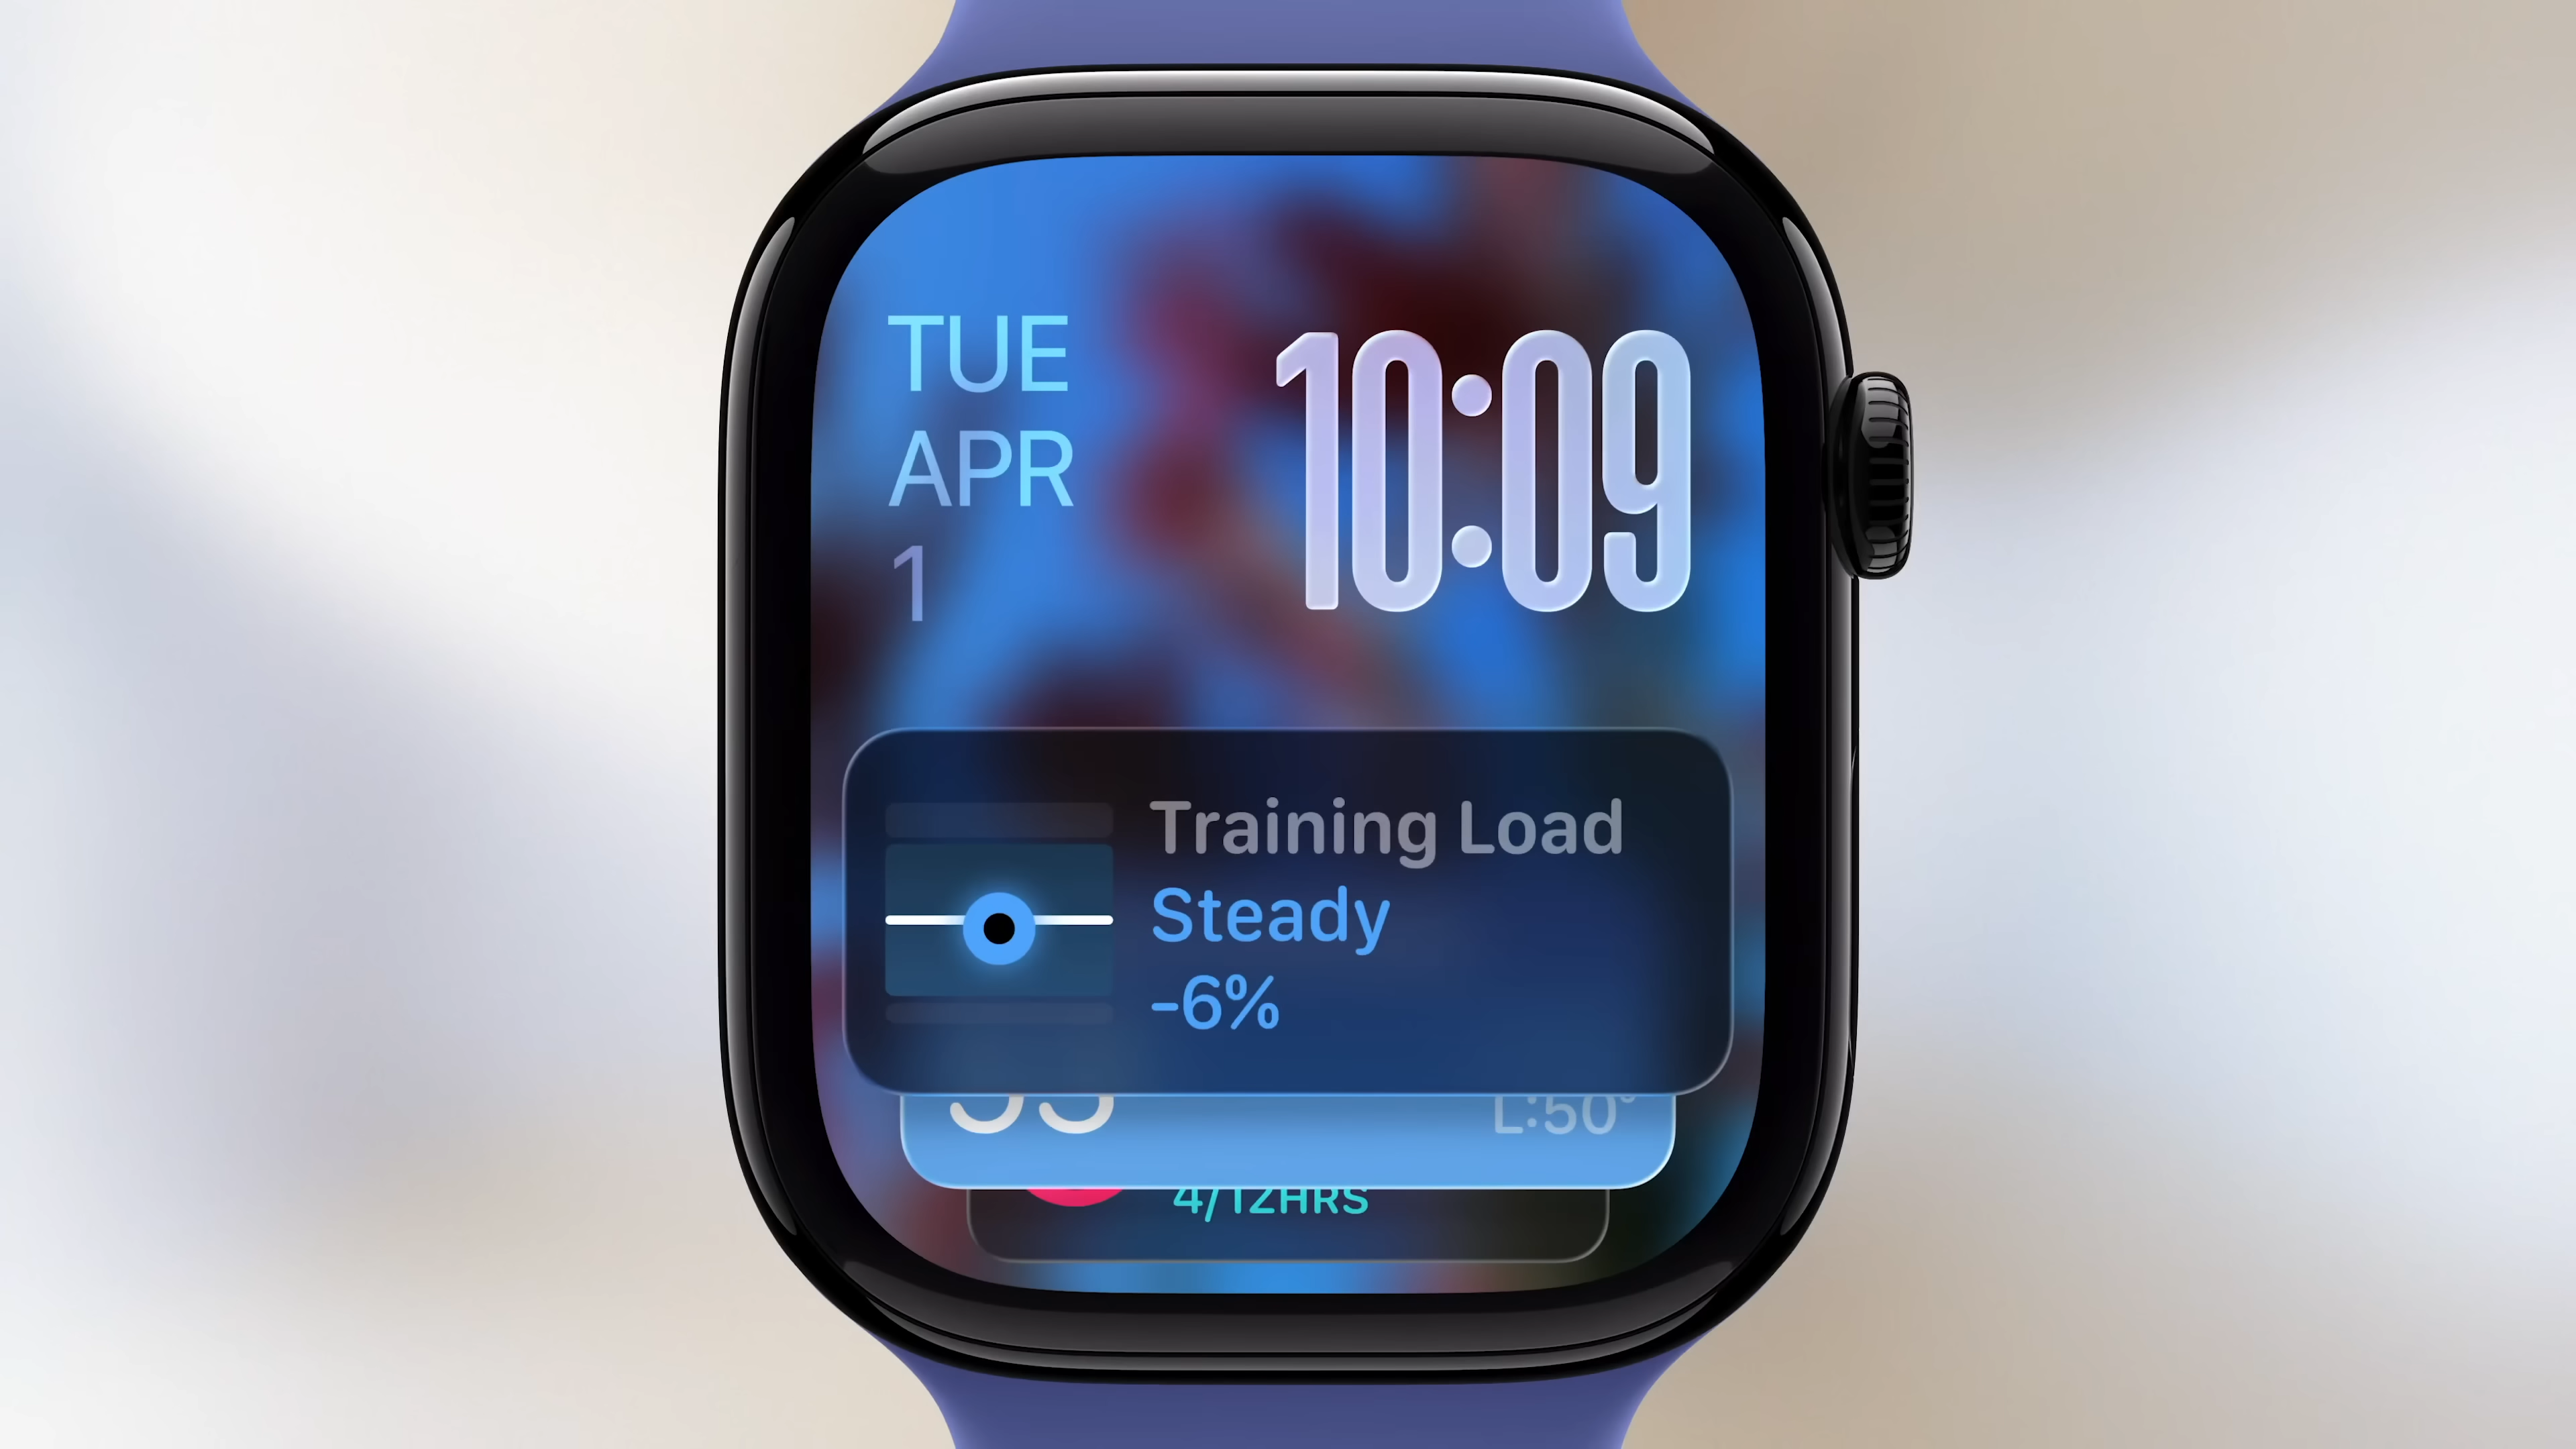 TUE
APR
1
10:09
Training Load
Steady
-6%
L:50°
4/12HRS